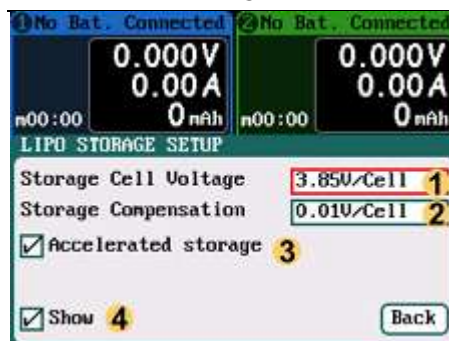 1No Bat. Connected 2No Bat. Connected
0.000V 0.000V
0.00A 0.00A
m00:00 0mAh m00:00 0mAh
LIPO STORAGE SETUP
Storage Cell Voltage 3.85V/Cell 1
Storage Compensation 0.01V/Cell 2
Accelerated storage 3
Show 4 Back